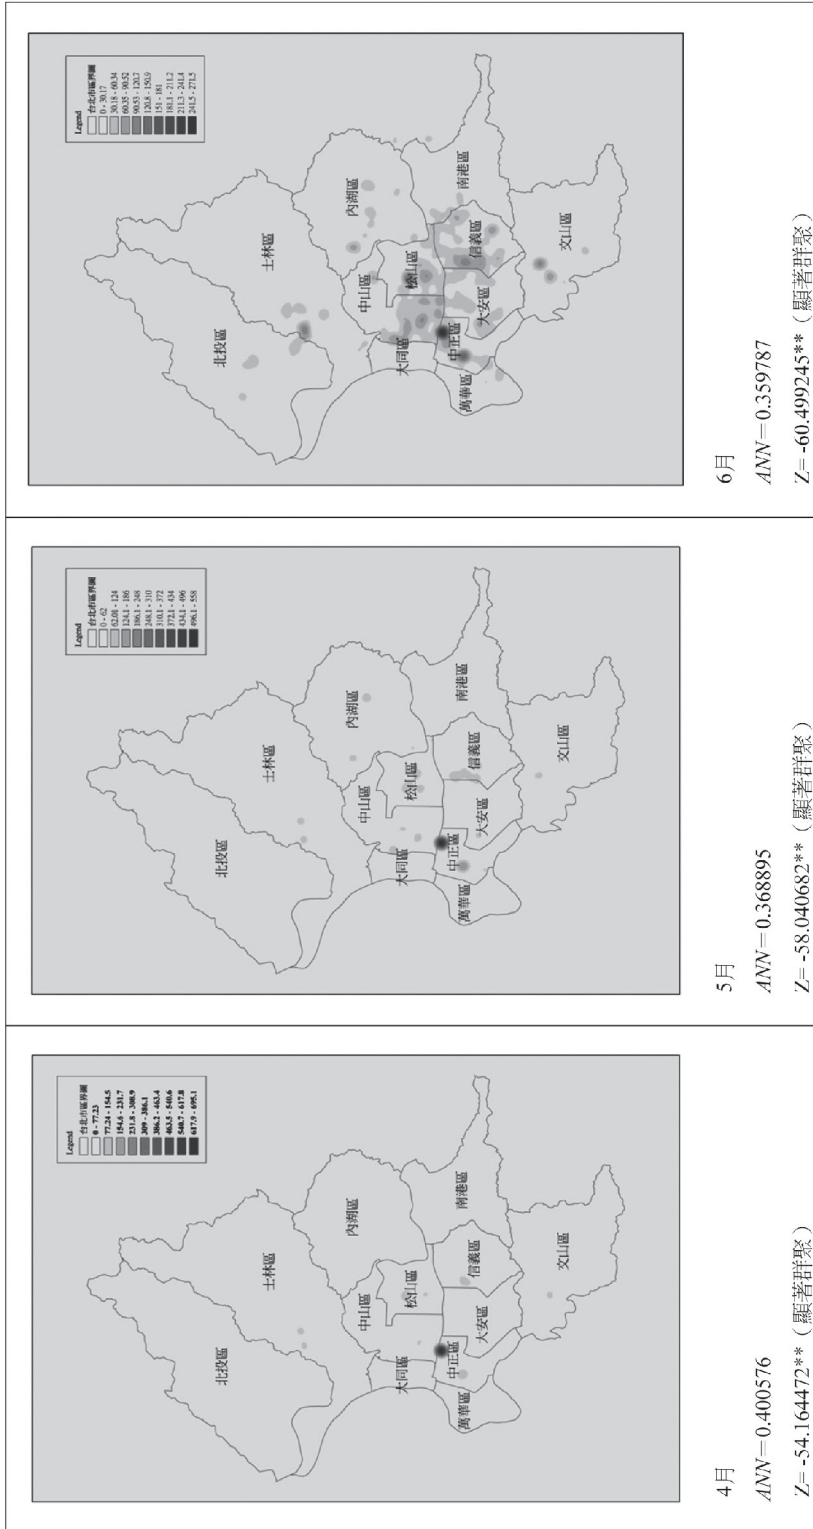 Legend
台北市區界圖
0 - 77.23
77.24 - 154.5
154.6 - 231.7
231.8 - 308.9
309 - 386.1
386.2 - 463.4
463.5 - 540.6
540.7 - 617.8
617.9 - 695.1
北投區
士林區
內湖區
中山區
大同區
松山區
中正區
萬華區
大安區
信義區
南港區
文山區
4月
ANN=0.400576
Z= -54.164472**（顯著群聚）
Legend
台北市區界圖
0 - 62
62.01 - 124
124.1 - 186
186.1 - 248
248.1 - 310
310.1 - 372
372.1 - 434
434.1 - 496
496.1 - 558
北投區
士林區
內湖區
中山區
大同區
松山區
中正區
萬華區
大安區
信義區
南港區
文山區
5月
ANN=0.368895
Z= -58.040682**（顯著群聚）
Legend
台北市區界圖
0 - 30.17
30.18 - 60.34
60.35 - 90.52
90.53 - 120.7
120.8 - 150.9
151 - 181
181.1 - 211.2
211.3 - 241.4
241.5 - 271.5
北投區
士林區
內湖區
中山區
大同區
松山區
中正區
萬華區
大安區
信義區
南港區
文山區
6月
ANN=0.359787
Z= -60.499245**（顯著群聚）